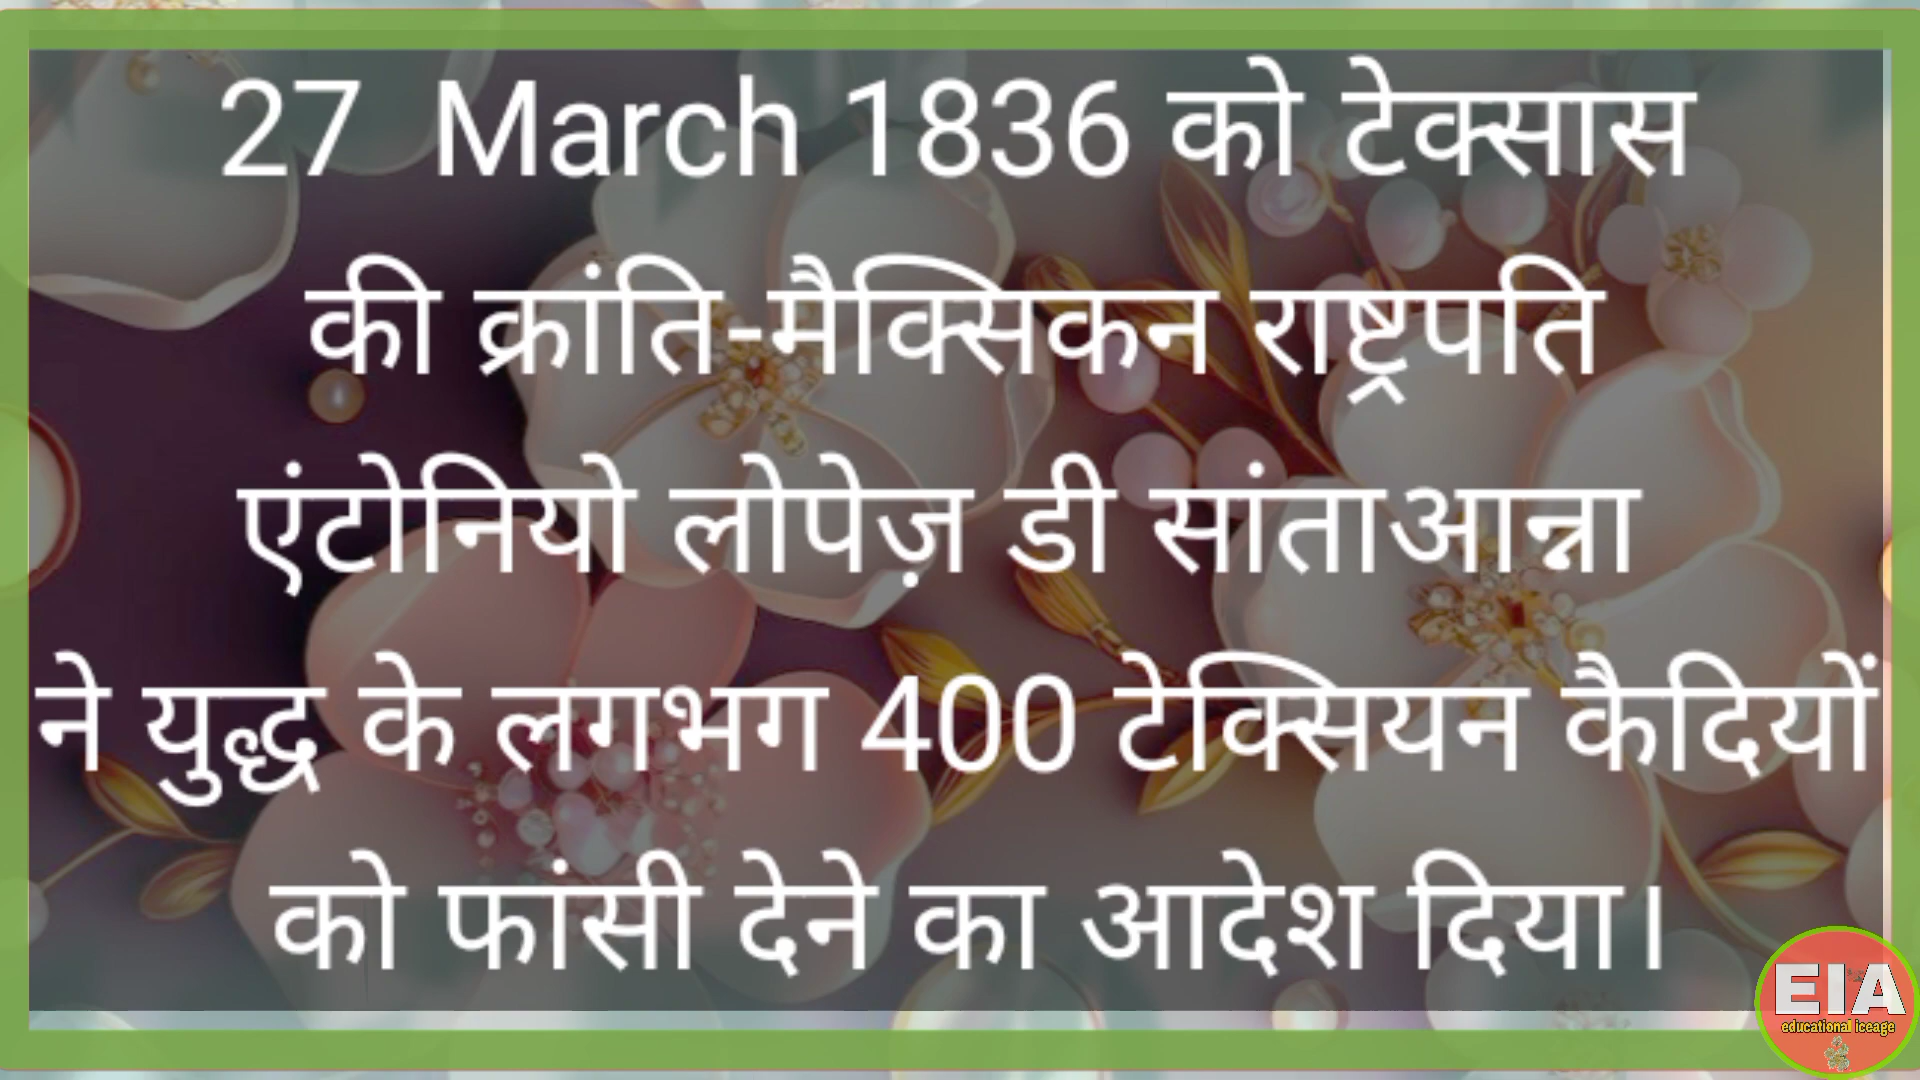 27 March 1836 को टेक्सास
की क्रांति-मैक्सिकन राष्ट्रपति
एंटोनियो लोपेज़ डी सांताआन्ना
ने युद्ध के लगभग 400 टेक्सियन कैदियों
को फांसी देने का आदेश दिया।
EIA
educational iceage